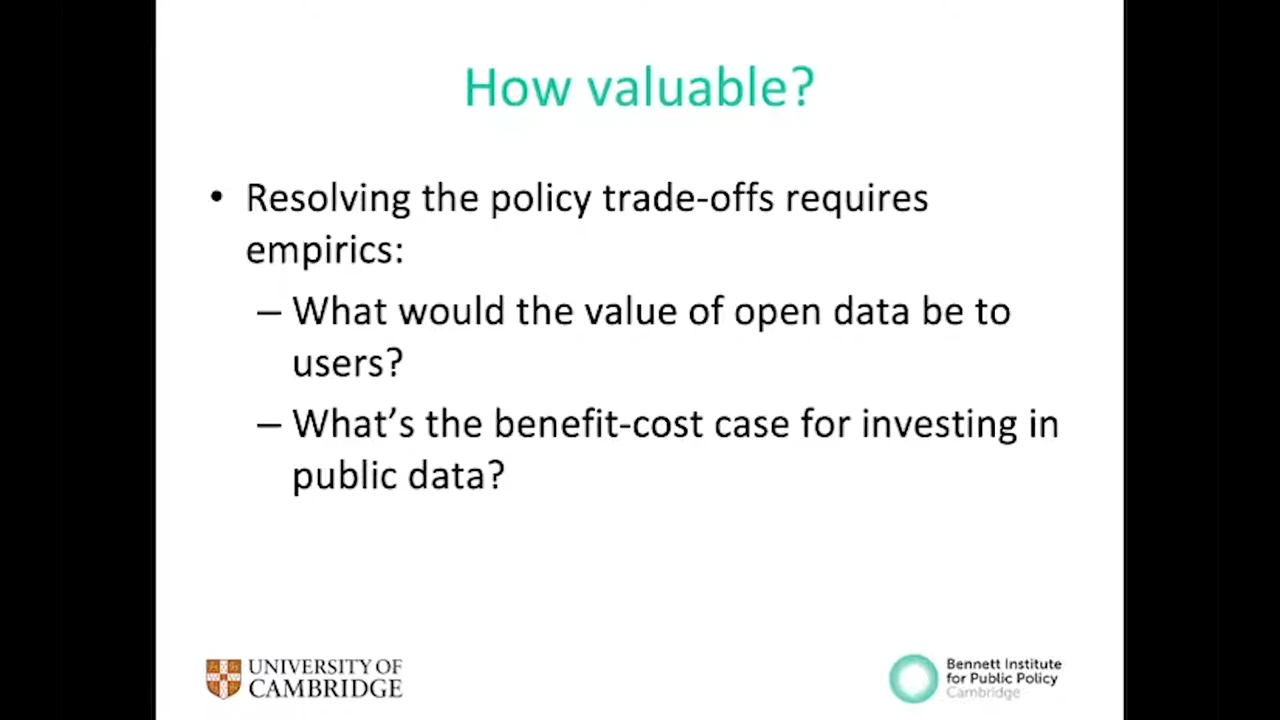 How valuable?
• Resolving the policy trade-offs requires
empirics:
– What would the value of open data be to
users?
– What's the benefit-cost case for investing in
public data?
UNIVERSITY OF
CAMBRIDGE
Bennett Institute
for Public Policy
Cambridge